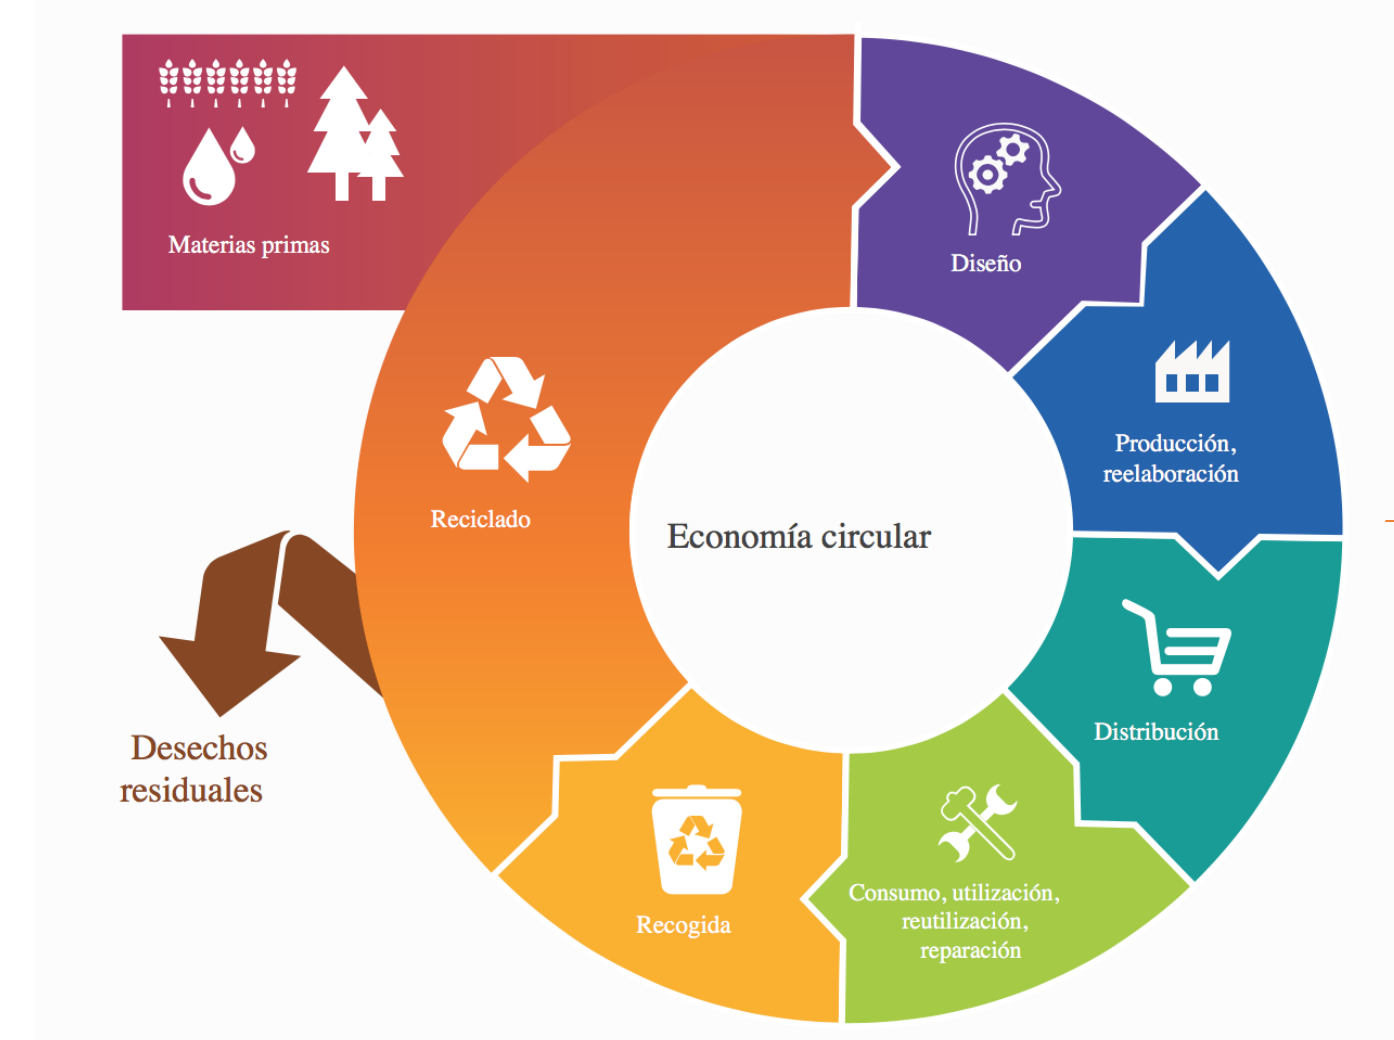 Materias primas
Diseño
Producción,
reelaboración
Distribución
Consumo, utilización,
reutilización,
reparación
Recogida
Reciclado
Economía circular
Desechos
residuales